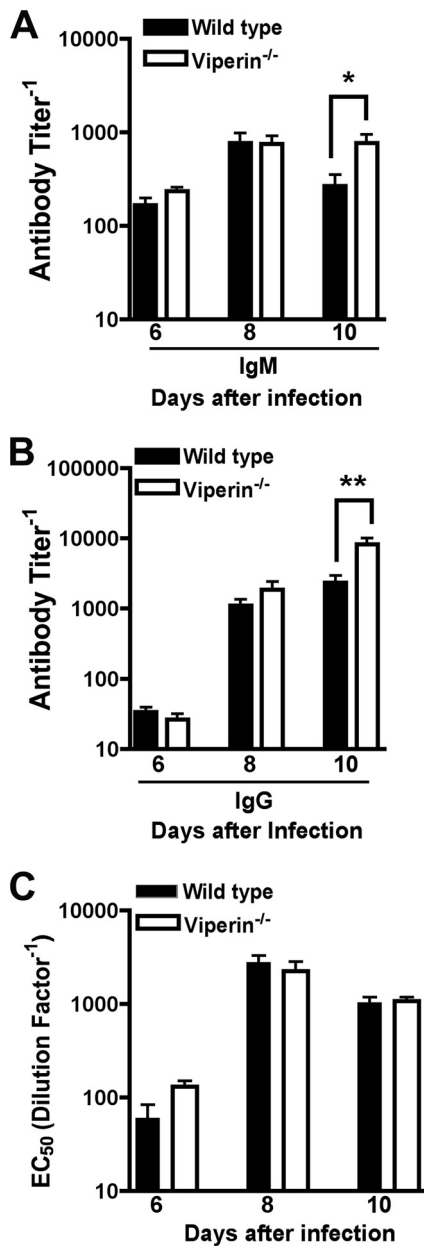 A
Wild type
Viperin-/-
Antibody Titer-1
10000
1000
100
10
*
6 8 10
IgM
Days after infection
B
Wild type
Viperin-/-
Antibody Titer-1
100000
10000
1000
100
10
**
6 8 10
IgG
Days after Infection
C
Wild type
Viperin-/-
EC50 (Dilution Factor-1)
10000
1000
100
10
6 8 10
Days after infection